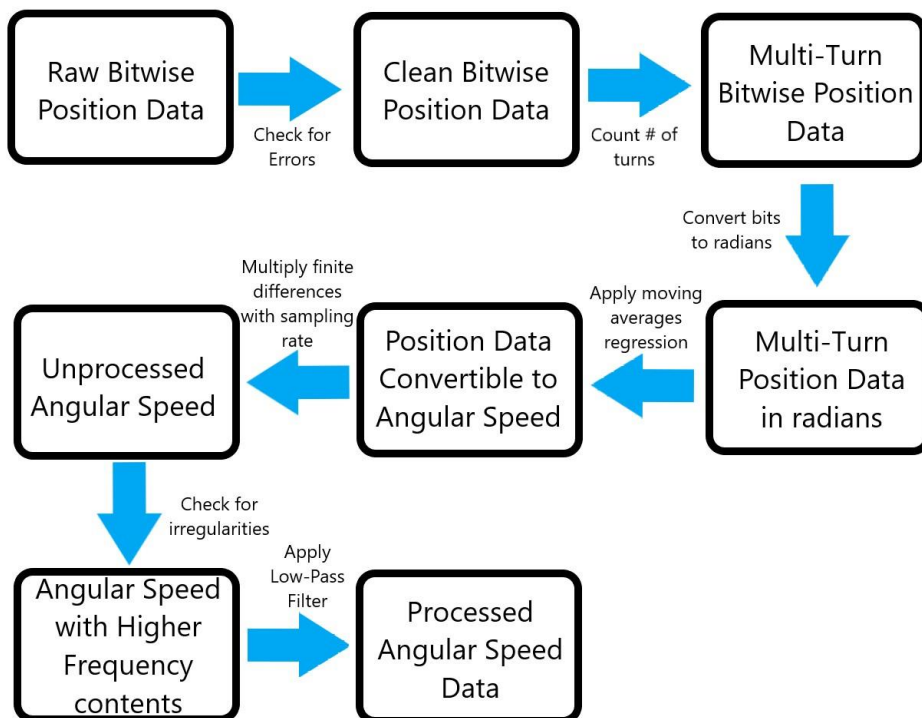 Raw Bitwise
Position Data
Check for
Errors
Clean Bitwise
Position Data
Count # of
turns
Multi-Turn
Bitwise Position
Data
Convert bits
to radians
Multi-Turn
Position Data
in radians
Apply moving
averages
regression
Position Data
Convertible to
Angular Speed
Multiply finite
differences
with sampling
rate
Unprocessed
Angular Speed
Check for
irregularities
Angular Speed
with Higher
Frequency
contents
Apply
Low-Pass
Filter
Processed
Angular Speed
Data